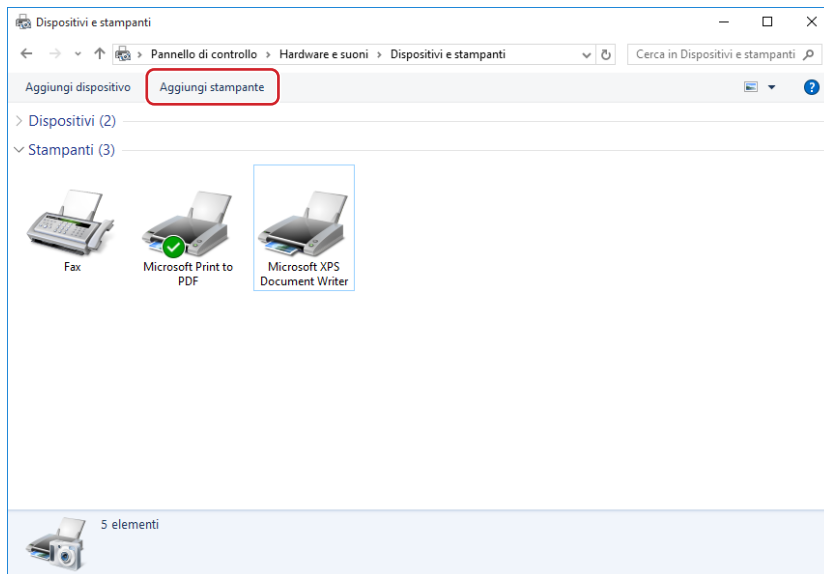 Dispositivi e stampanti
Pannello di controllo > Hardware e suoni > Dispositivi e stampanti
Cerca in Dispositivi e stampanti
Aggiungi dispositivo Aggiungi stampante ?
Dispositivi (2)
Stampanti (3)
Fax
Microsoft Print to
PDF
Microsoft XPS
Document Writer
5 elementi